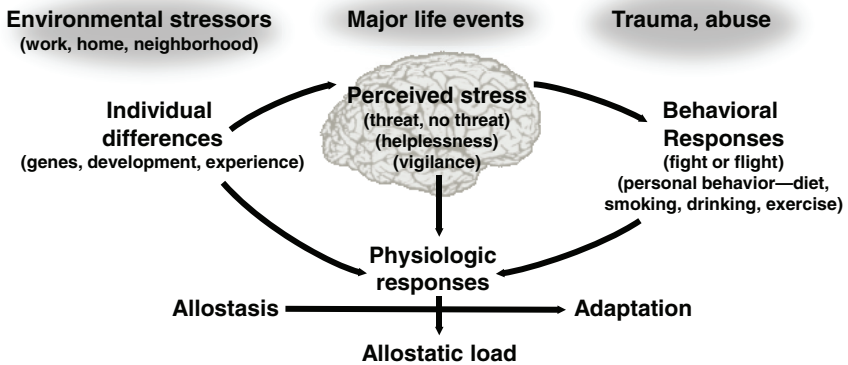 Environmental stressors
(work, home, neighborhood)
Major life events
Trauma, abuse
Individual
differences
(genes, development, experience)
Perceived stress
(threat, no threat)
(helplessness)
(vigilance)
Behavioral
Responses
(fight or flight)
(personal behavior—diet,
smoking, drinking, exercise)
Physiologic
responses
Allostasis
Adaptation
Allostatic load